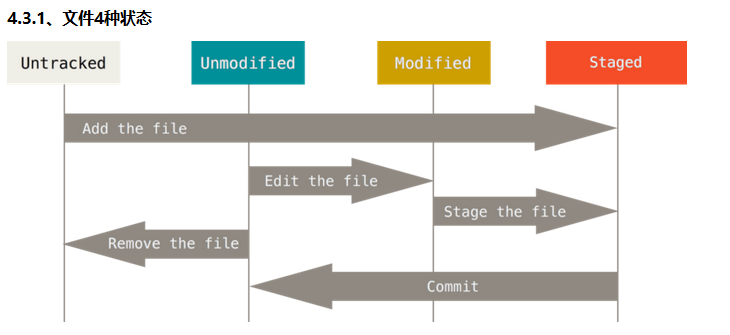 4.3.1、文件4种状态
Untracked Unmodified Modified Staged
Add the file
Edit the file
Stage the file
Remove the file
Commit